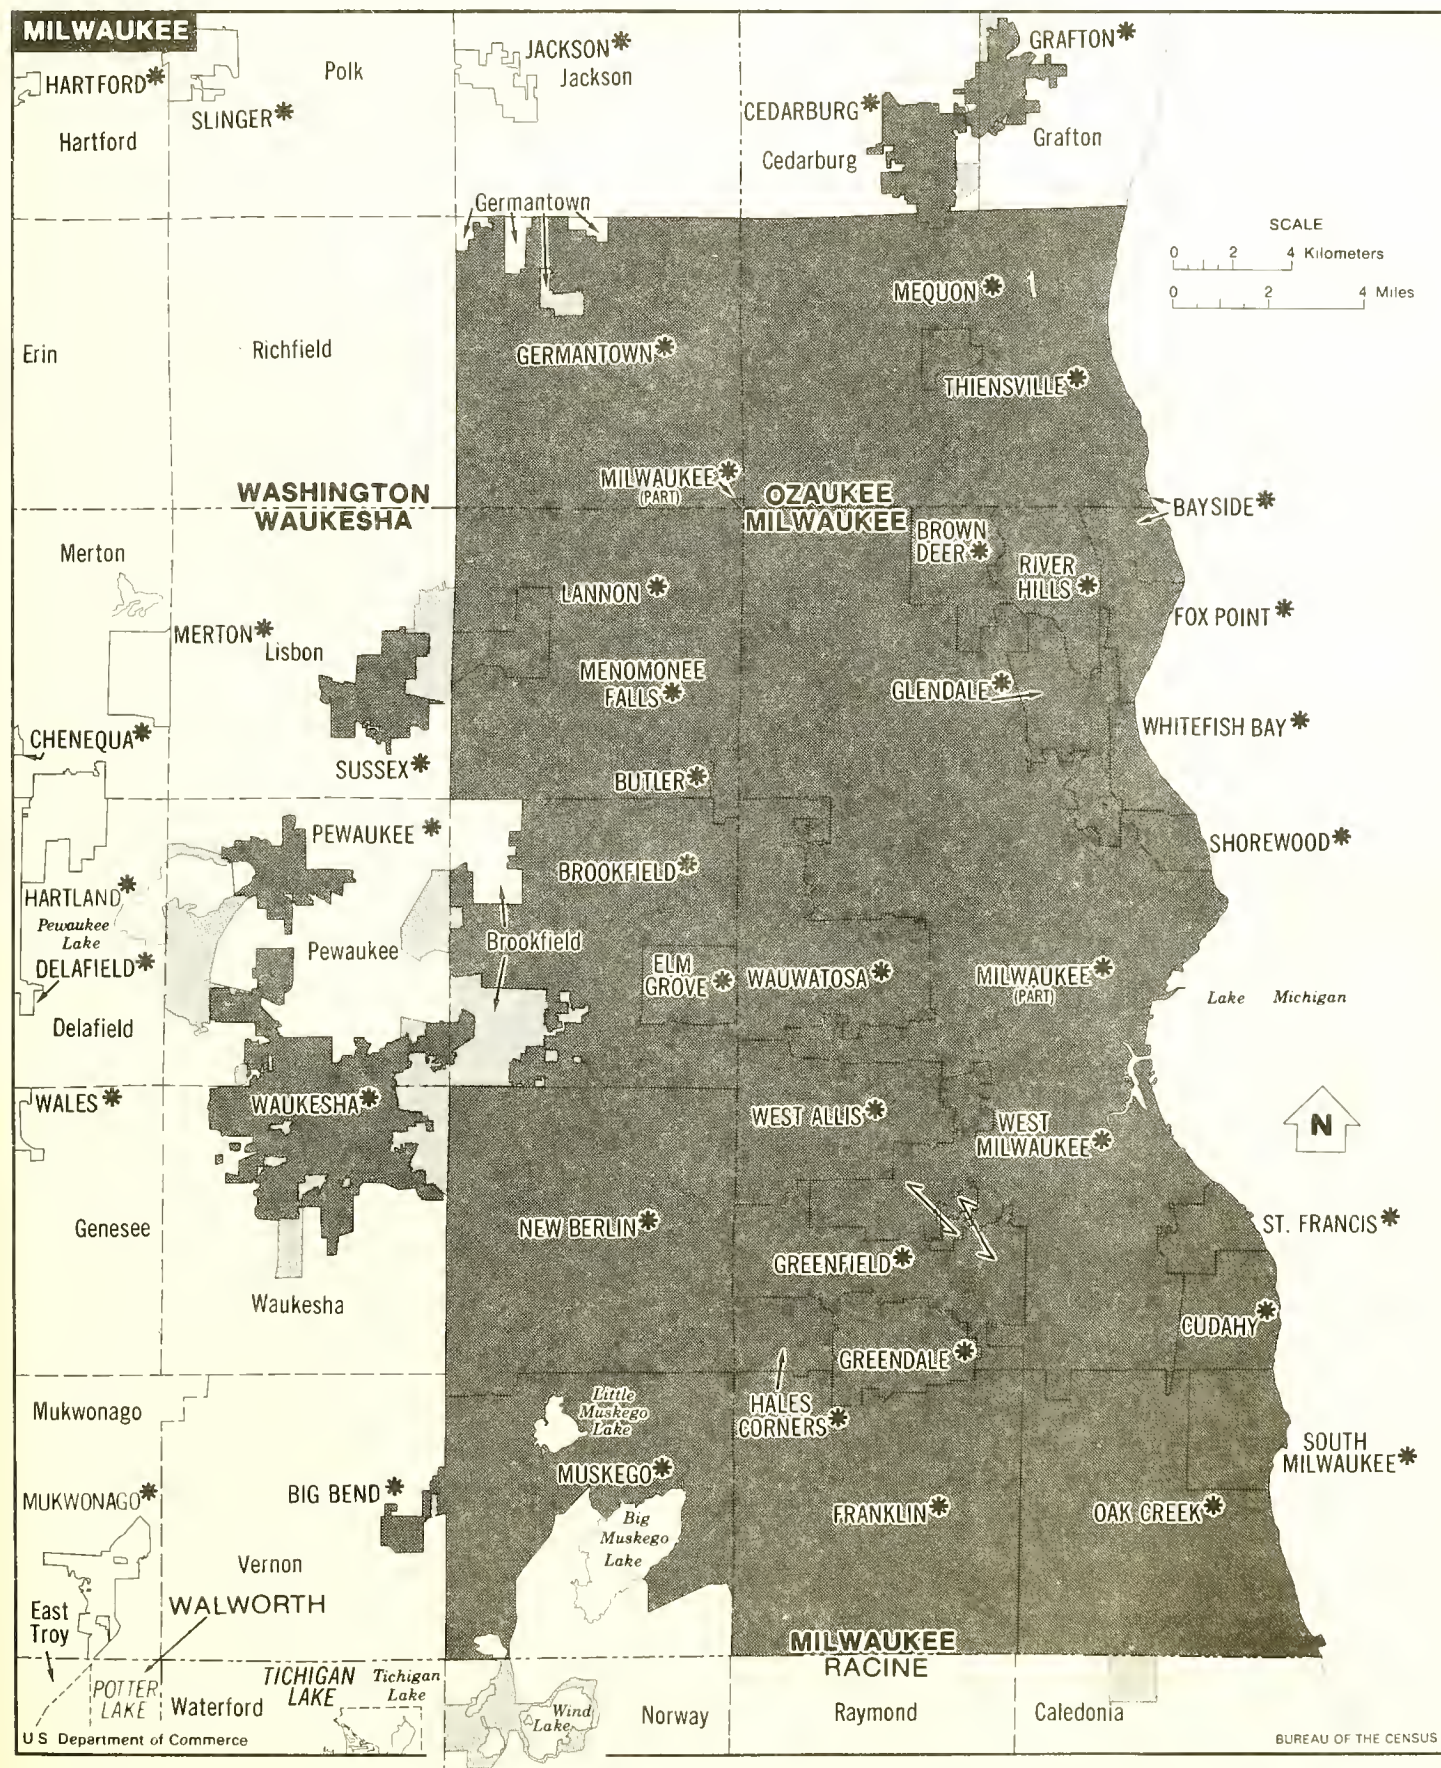 MILWAUKEE
HARTFORD*
Hartford
SLINGER*
Polk
JACKSON*
Jackson
GRAFTON*
Grafton
CEDARBURG*
Cedarburg
Germantown
SCALE
0 2 4 Kilometers
0 2 4 Miles
MEQUON*
Erin
Richfield
GERMANTOWN*
THIENSVILLE*
MILWAUKEE*
(PART)
WASHINGTON
WAUKESHA
OZAUKEE
MILWAUKEE
BAYSIDE*
BROWN
DEER*
RIVER
HILLS*
Merton
LANNON*
FOX POINT*
MERTON*
Lisbon
MENOMONEE
FALLS*
GLENDALE*
WHITEFISH BAY*
CHENEQUA*
SUSSEX*
BUTLER*
PEWAUKEE*
SHOREWOOD*
BROOKFIELD*
HARTLAND*
Pewaukee
Lake
DELAFIELD*
Pewaukee
Brookfield
ELM
GROVE*
WAUWATOSA*
MILWAUKEE*
(PART)
Lake Michigan
Delafield
WALES*
WAUKESHA*
WEST ALLIS*
WEST
MILWAUKEE*
N
Genesee
NEW BERLIN*
ST. FRANCIS*
GREENFIELD*
Waukesha
CUDAHY*
GREENDALE*
HALES
CORNERS*
Mukwonago
Little
Muskego
Lake
SOUTH
MILWAUKEE*
MUKWONAGO*
BIG BEND*
MUSKEGO*
Big
Muskego
Lake
FRANKLIN*
OAK CREEK*
Vernon
East
Troy
WALWORTH
MILWAUKEE
RACINE
POTTER
LAKE
Waterford
TICHIGAN
LAKE
Tichigan
Lake
Wind
Lake
Norway
Raymond
Caledonia
U S Department of Commerce
BUREAU OF THE CENSUS